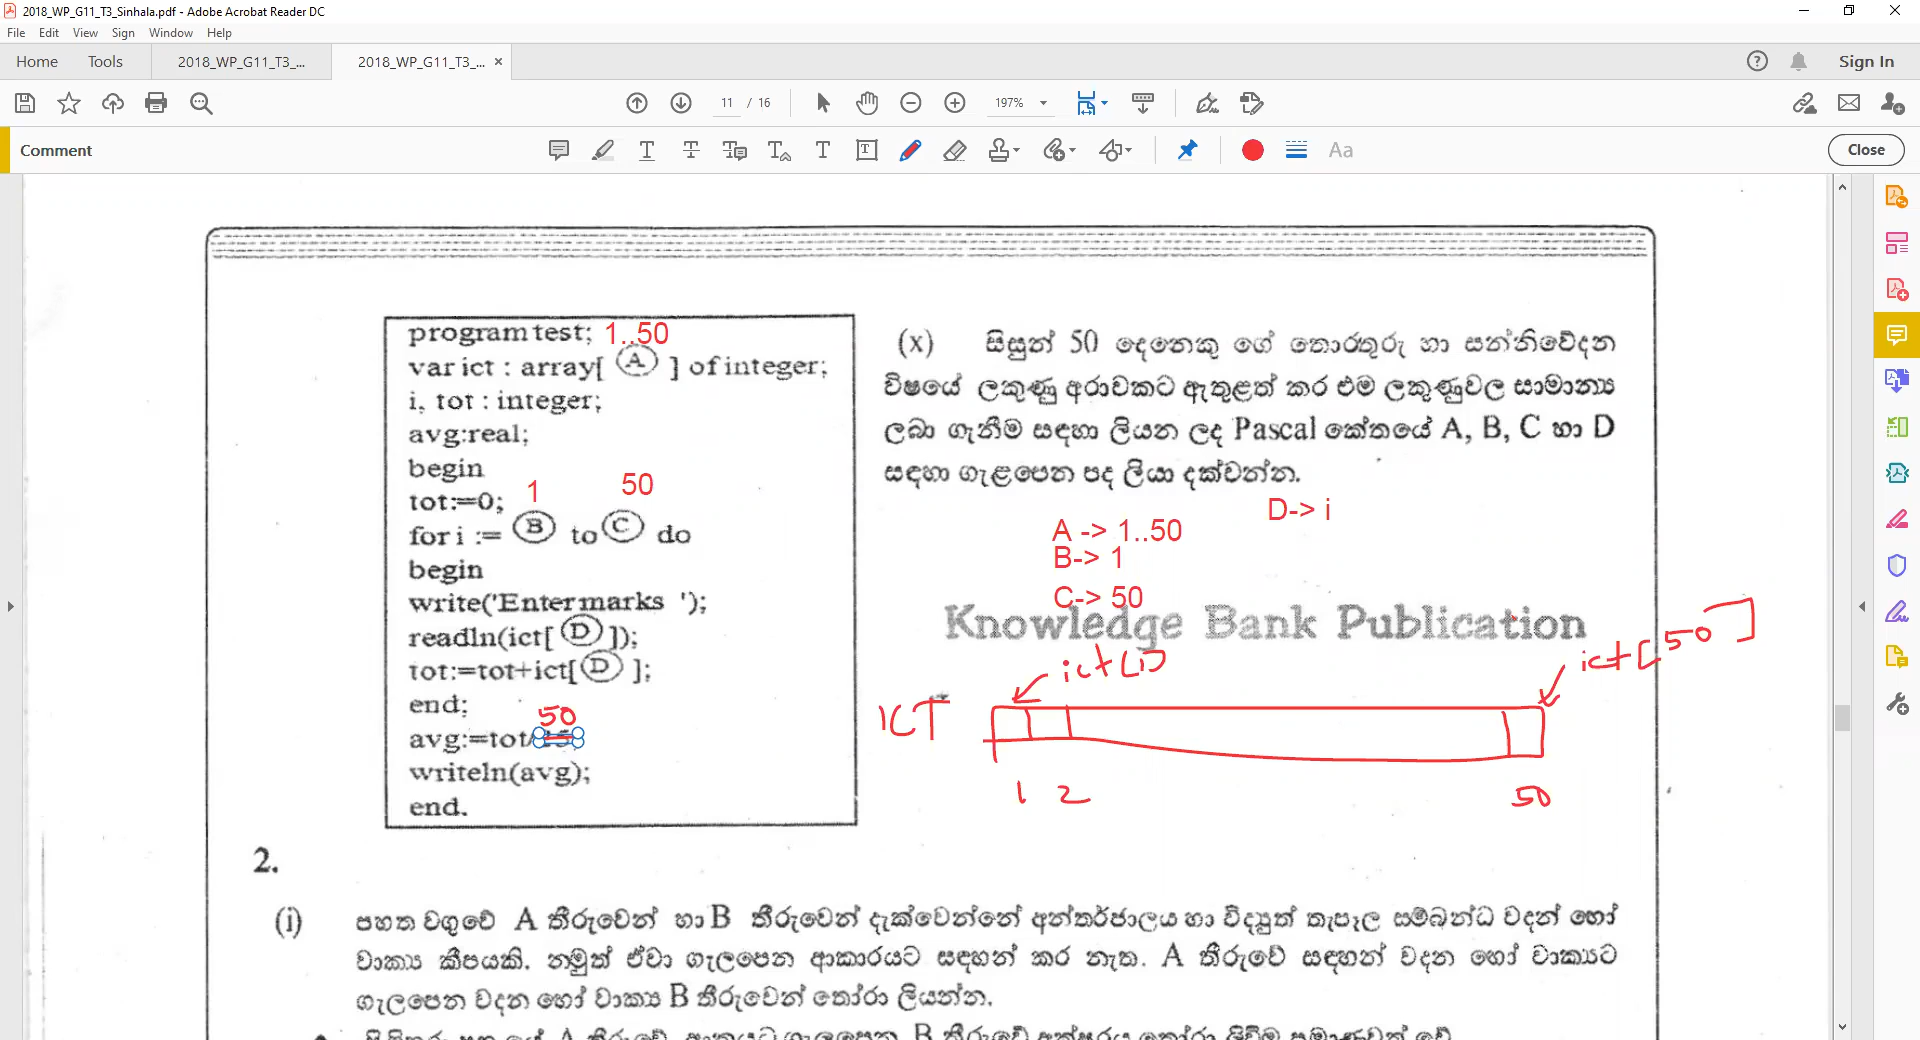 2018_WP_G11_T3_Sinhala.pdf - Adobe Acrobat Reader DC
File Edit View Sign Window Help
Home Tools 2018_WP_G11_T3_... 2018_WP_G11_T3_... × Sign In
11 / 16 197%
Comment Aa Close
program test; 1..50
var ict : array[ A ] of integer;
i, tot : integer;
avg:real;
begin
1 50
tot:=0;
for i := B to C do
begin
write('Enter marks ');
readln(ict[ D ]);
tot:=tot+ict[ D ];
end;
50
avg:=tot/
writeln(avg);
end.
(x) සිසුන් 50 දෙනෙකු ගේ තොරතුරු හා සන්නිවේදන
විෂයේ ලකුණු අරාවකට ඇතුළත් කර එම ලකුණුවල සාමාන්‍ය
ලබා ගැනීම සඳහා ලියන ලද Pascal කේතයේ A, B, C හා D
සඳහා ගැළපෙන පද ලියා දක්වන්න.
D-> i
A -> 1..50
B-> 1
C-> 50
Knowledge Bank Publication
ict[1] ict[50]
ICT
1 2 50
2.
(i) පහත වගුවේ A තීරුවෙන් හා B තීරුවෙන් දැක්වෙන්නේ අන්තර්ජාලය හා විද්‍යුත් තැපෑල සම්බන්ධ වදන් හෝ
වාක්‍ය කීපයකි. නමුත් ඒවා ගැලපෙන ආකාරයට සඳහන් කර නැත. A තීරුවේ සඳහන් වදන හෝ වාක්‍යට
ගැලපෙන වදන හෝ වාක්‍ය B තීරුවෙන් තෝරා ලියන්න.